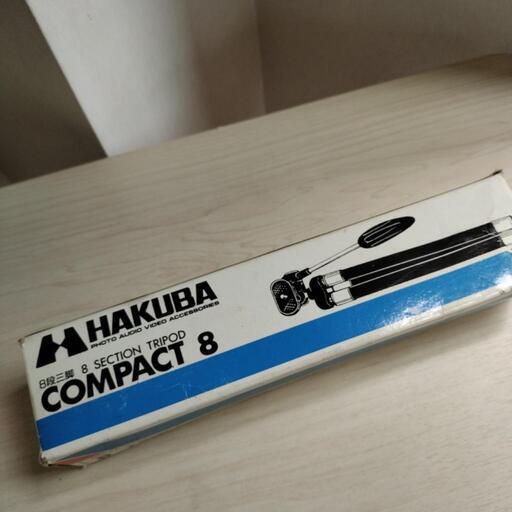 HAKUBA
PHOTO AUDIO VIDEO ACCESSORIES
8段三脚 8 SECTION TRIPOD
COMPACT 8